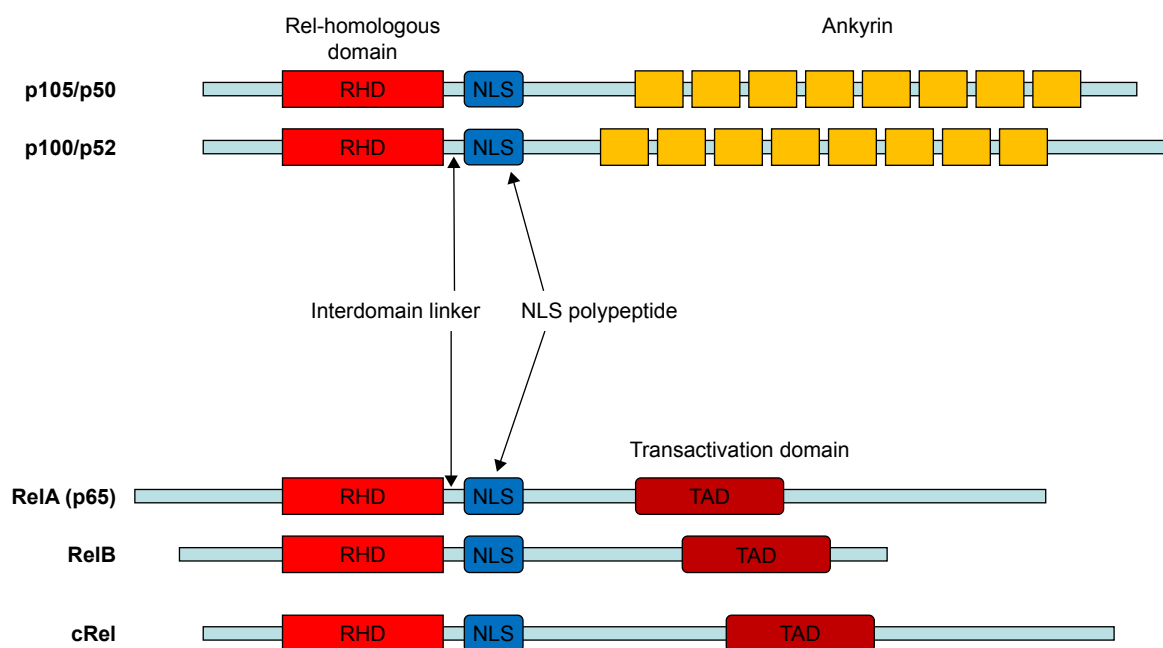 Rel-homologous
domain
Ankyrin
p105/p50
RHD
NLS
p100/p52
RHD
NLS
Interdomain linker
NLS polypeptide
Transactivation domain
RelA (p65)
RHD
NLS
TAD
RelB
RHD
NLS
TAD
cRel
RHD
NLS
TAD